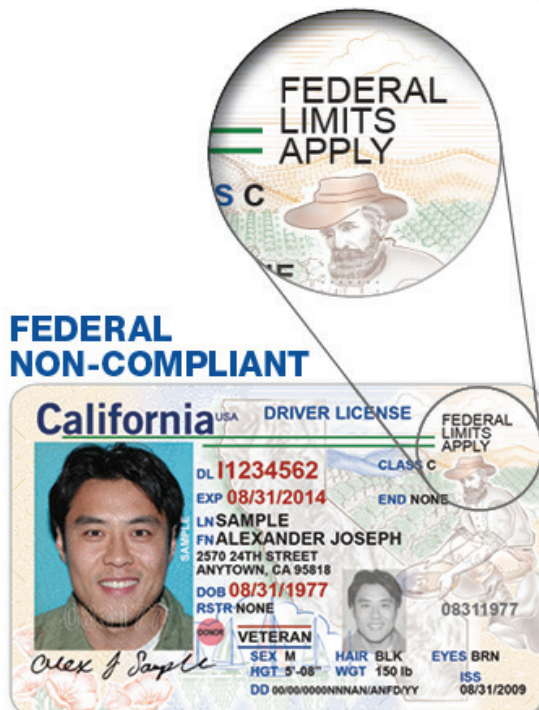 FEDERAL
LIMITS
APPLY
S C
FEDERAL
NON-COMPLIANT
California USA DRIVER LICENSE
FEDERAL
LIMITS
APPLY
DL I1234562
CLASS C
EXP 08/31/2014
END NONE
LN SAMPLE
FN ALEXANDER JOSEPH
2570 24TH STREET
ANYTOWN, CA 95818
DOB 08/31/1977
RSTR NONE
08311977
SAMPLE
DONOR
VETERAN
SEX M HAIR BLK EYES BRN
HGT 5'-08" WGT 150 lb
ISS
DD 00/00/0000NNNAN/ANFD/YY 08/31/2009
Alex J Sample